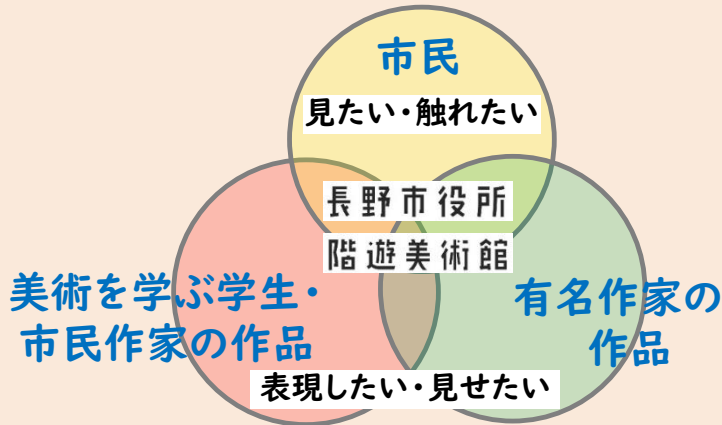 市民
見たい・触れたい
長野市役所
階遊美術館
美術を学ぶ学生・
市民作家の作品
有名作家の
作品
表現したい・見せたい